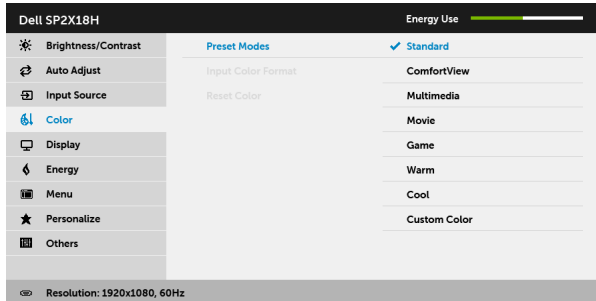 Dell SP2X18H Energy Use
Brightness/Contrast Preset Modes Standard
Auto Adjust Input Color Format ComfortView
Input Source Reset Color Multimedia
Color Movie
Display Game
Energy Warm
Menu Cool
Personalize Custom Color
Others
Resolution: 1920x1080, 60Hz